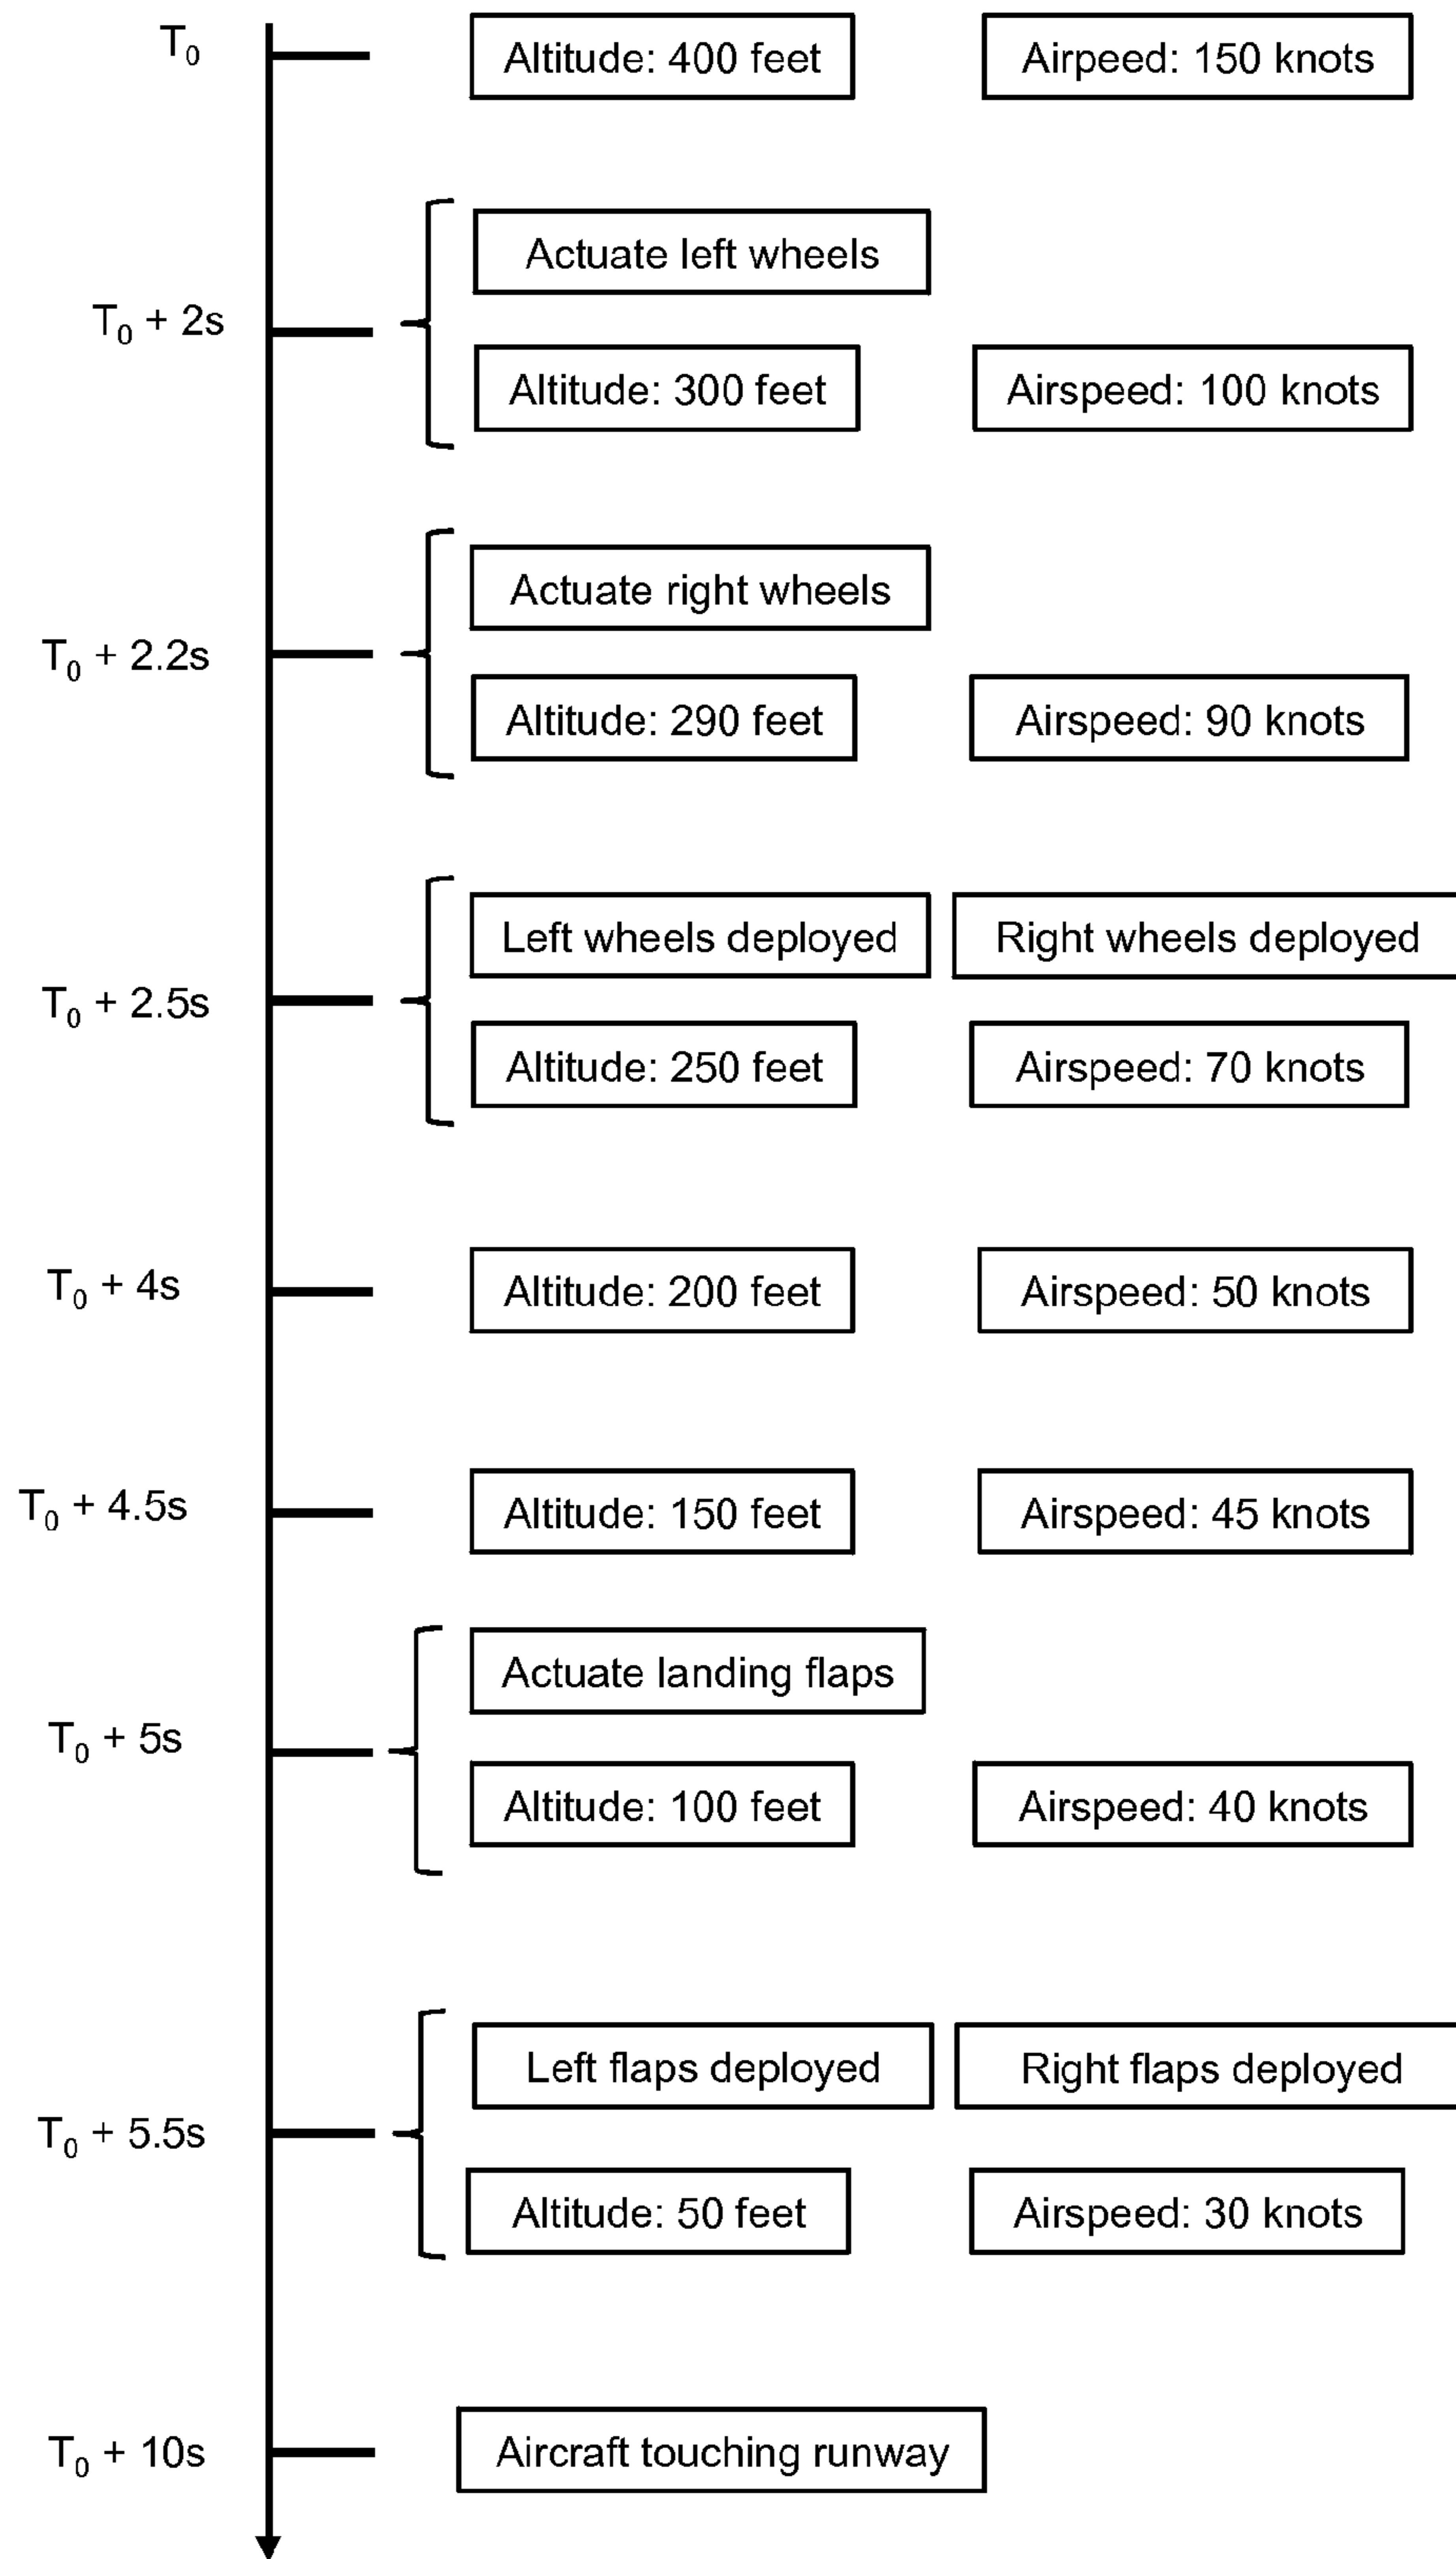 T₀
Altitude: 400 feet
Airpeed: 150 knots
Actuate left wheels
T₀ + 2s
Altitude: 300 feet
Airspeed: 100 knots
Actuate right wheels
T₀ + 2.2s
Altitude: 290 feet
Airspeed: 90 knots
Left wheels deployed
Right wheels deployed
T₀ + 2.5s
Altitude: 250 feet
Airspeed: 70 knots
T₀ + 4s
Altitude: 200 feet
Airspeed: 50 knots
T₀ + 4.5s
Altitude: 150 feet
Airspeed: 45 knots
Actuate landing flaps
T₀ + 5s
Altitude: 100 feet
Airspeed: 40 knots
Left flaps deployed
Right flaps deployed
T₀ + 5.5s
Altitude: 50 feet
Airspeed: 30 knots
T₀ + 10s
Aircraft touching runway